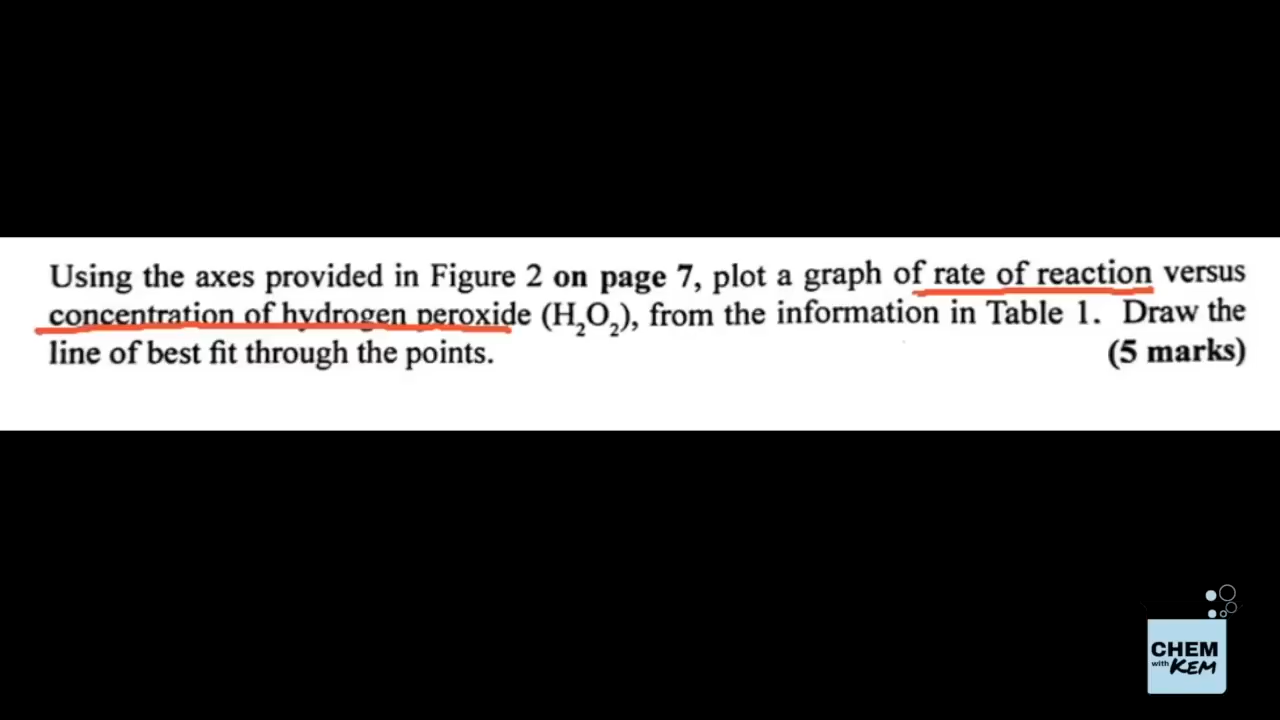 Using the axes provided in Figure 2 on page 7, plot a graph of rate of reaction versus
concentration of hydrogen peroxide (H₂O₂), from the information in Table 1. Draw the
line of best fit through the points.
(5 marks)
CHEM
with KEM